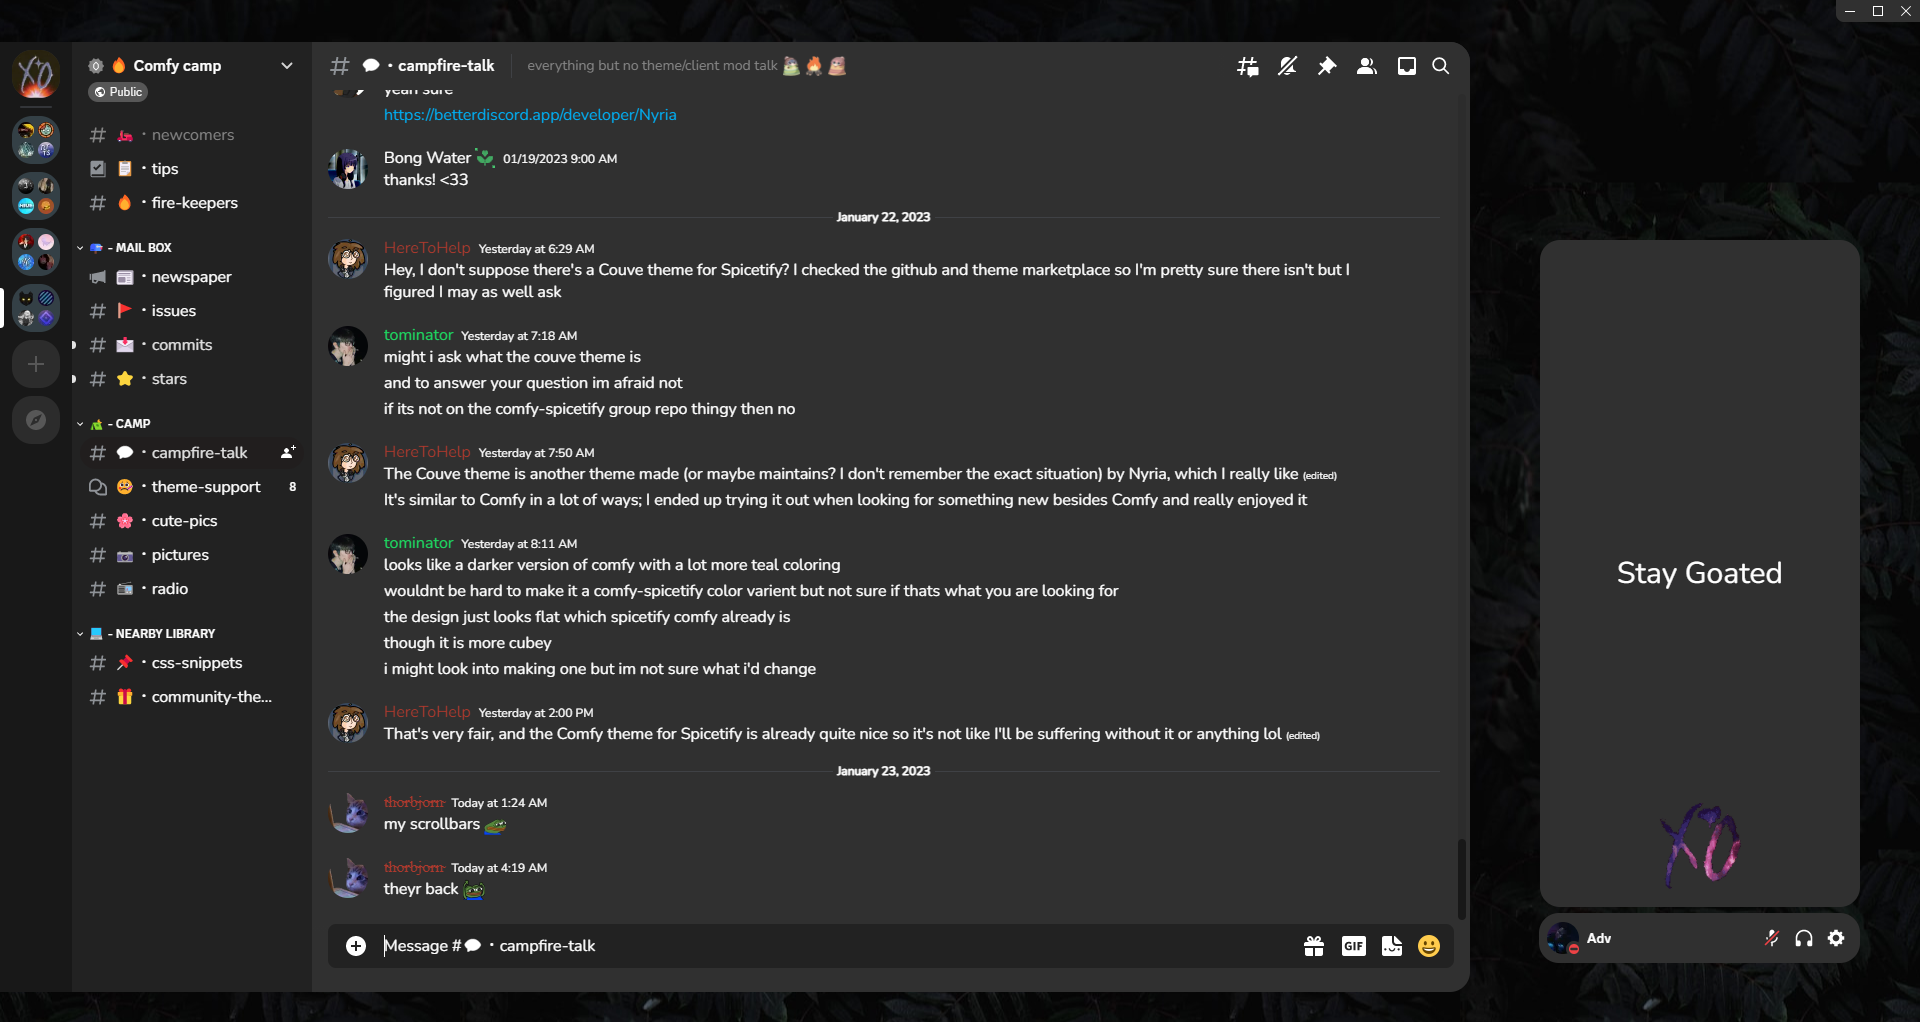 Comfy camp
Public
newcomers
tips
fire-keepers
- MAIL BOX
newspaper
issues
commits
stars
- CAMP
campfire-talk
theme-support 8
cute-pics
pictures
radio
- NEARBY LIBRARY
css-snippets
community-the...
campfire-talk
everything but no theme/client mod talk
yeah sure
https://betterdiscord.app/developer/Nyria
Bong Water 01/19/2023 9:00 AM
thanks! <33
January 22, 2023
HereToHelp Yesterday at 6:29 AM
Hey, I don't suppose there's a Couve theme for Spicetify? I checked the github and theme marketplace so I'm pretty sure there isn't but I
figured I may as well ask
tominator Yesterday at 7:18 AM
might i ask what the couve theme is
and to answer your question im afraid not
if its not on the comfy-spicetify group repo thingy then no
HereToHelp Yesterday at 7:50 AM
The Couve theme is another theme made (or maybe maintains? I don't remember the exact situation) by Nyria, which I really like (edited)
It's similar to Comfy in a lot of ways; I ended up trying it out when looking for something new besides Comfy and really enjoyed it
tominator Yesterday at 8:11 AM
looks like a darker version of comfy with a lot more teal coloring
wouldnt be hard to make it a comfy-spicetify color varient but not sure if thats what you are looking for
the design just looks flat which spicetify comfy already is
though it is more cubey
i might look into making one but im not sure what i'd change
HereToHelp Yesterday at 2:00 PM
That's very fair, and the Comfy theme for Spicetify is already quite nice so it's not like I'll be suffering without it or anything lol (edited)
January 23, 2023
thorbjorn Today at 1:24 AM
my scrollbars
thorbjorn Today at 4:19 AM
theyr back
Message # campfire-talk
GIF
Stay Goated
XO
Adv
XO